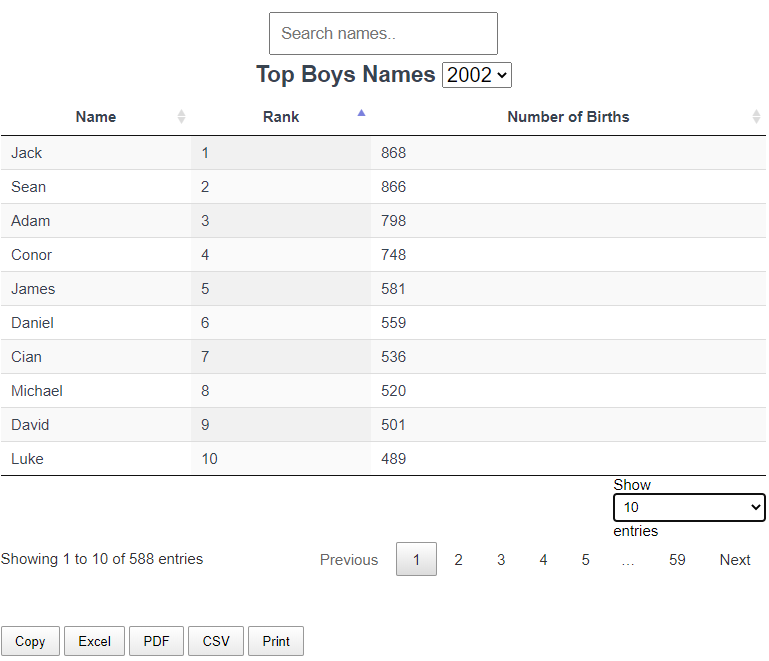 Search names..
Top Boys Names 2002
Name Rank Number of Births
Jack 1 868
Sean 2 866
Adam 3 798
Conor 4 748
James 5 581
Daniel 6 559
Cian 7 536
Michael 8 520
David 9 501
Luke 10 489
Show
10
entries
Showing 1 to 10 of 588 entries Previous 1 2 3 4 5 … 59 Next
Copy Excel PDF CSV Print